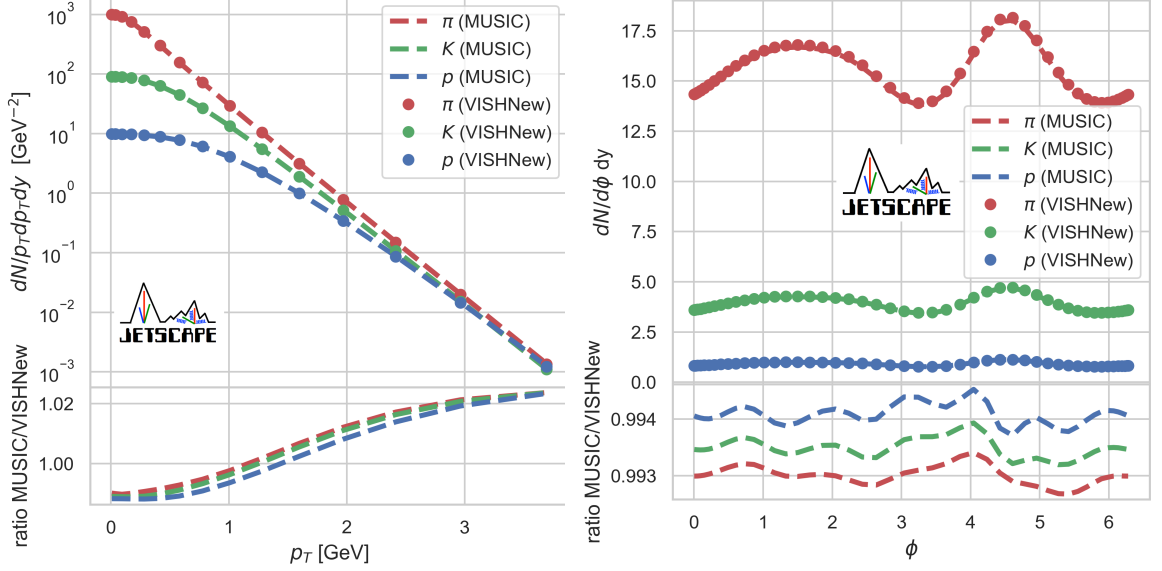 10³
10²
10¹
10⁰
10⁻¹
10⁻²
10⁻³
dN/p_T dp_T dy [GeV⁻²]
π (MUSIC)
K (MUSIC)
p (MUSIC)
π (VISHNew)
K (VISHNew)
p (VISHNew)
JETSCAPE
1.02
1.00
ratio MUSIC/VISHNew
0
1
2
3
p_T [GeV]
17.5
15.0
12.5
10.0
7.5
5.0
2.5
0.0
dN/dϕ dy
π (MUSIC)
K (MUSIC)
p (MUSIC)
π (VISHNew)
K (VISHNew)
p (VISHNew)
JETSCAPE
0.994
0.993
ratio MUSIC/VISHNew
0
1
2
3
4
5
6
ϕ